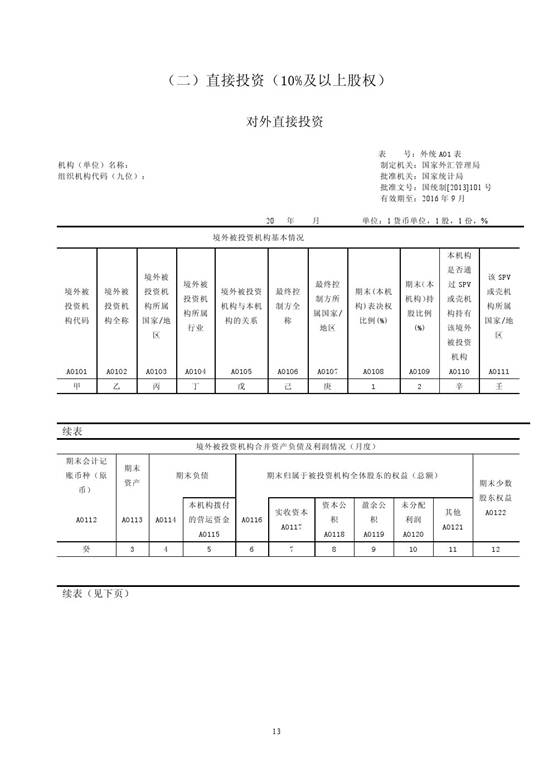 （二）直接投资（10%及以上股权）
对外直接投资
表　　号：外统 A01 表
机构（单位）名称：　　制定机关：国家外汇管理局
组织机构代码（九位）：　　批准机关：国家统计局
批准文号：国统制[2013]101 号
有效期至：2016 年 9 月
20　年　月　　单位：1 货币单位，1 股，1 份，%
境外被投资机构基本情况
境外被投资机构代码
A0101
境外被投资机构全称
A0102
境外被投资机构所属国家/地区
A0103
境外被投资机构所属行业
A0104
境外被投资机构与本机构的关系
A0105
最终控制方全称
A0106
最终控制方所属国家/地区
A0107
期末(本机构)表决权比例(%)
A0108
期末(本机构)持股比例(%)
A0109
本机构是否通过 SPV 或壳机构持有该境外被投资机构
A0110
该 SPV 或壳机构所属国家/地区
A0111
甲　乙　丙　丁　戊　己　庚　1　2　辛　壬
续表
境外被投资机构合并资产负债及利润情况（月度）
期末会计记账币种（原币）
A0112
期末资产
A0113
期末负债
A0114
本机构拨付的营运资金
A0115
期末归属于被投资机构全体股东的权益（总额）
A0116
实收资本
A0117
资本公积
A0118
盈余公积
A0119
未分配利润
A0120
其他
A0121
期末少数股东权益
A0122
癸　3　4　5　6　7　8　9　10　11　12
续表（见下页）
13